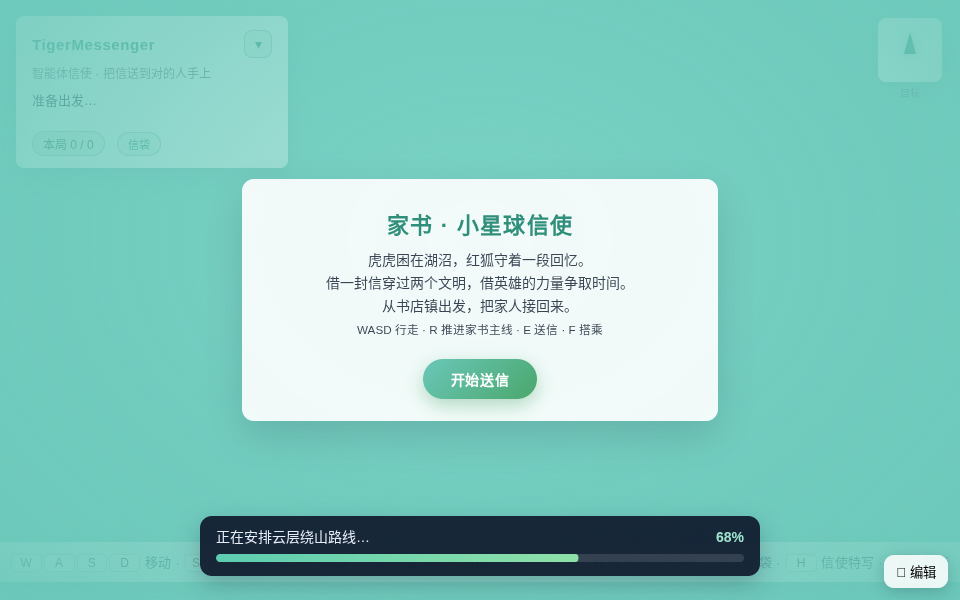 TigerMessenger
▼
智能体信使 · 把信送到对的人手上
准备出发…
本局 0 / 0
信袋
目标
家书 · 小星球信使
虎虎困在湖沼，红狐守着一段回忆。
借一封信穿过两个文明，借英雄的力量争取时间。
从书店镇出发，把家人接回来。
WASD 行走 · R 推进家书主线 · E 送信 · F 搭乘
开始送信
正在安排云层绕山路线…
68%
W A S D 移动 · S
袋 · H 信使特写 ·
编辑